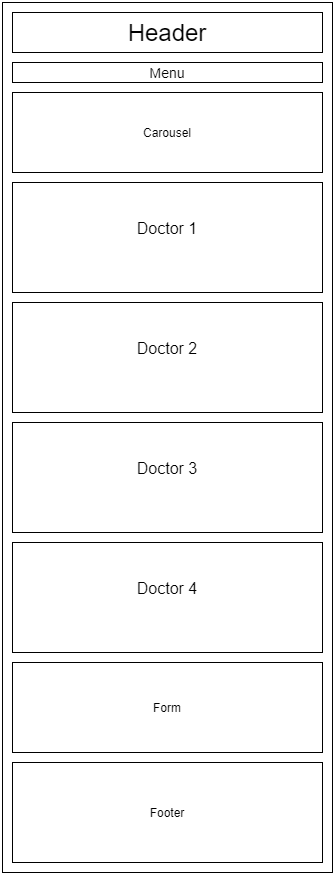 Header
Menu
Carousel
Doctor 1
Doctor 2
Doctor 3
Doctor 4
Form
Footer